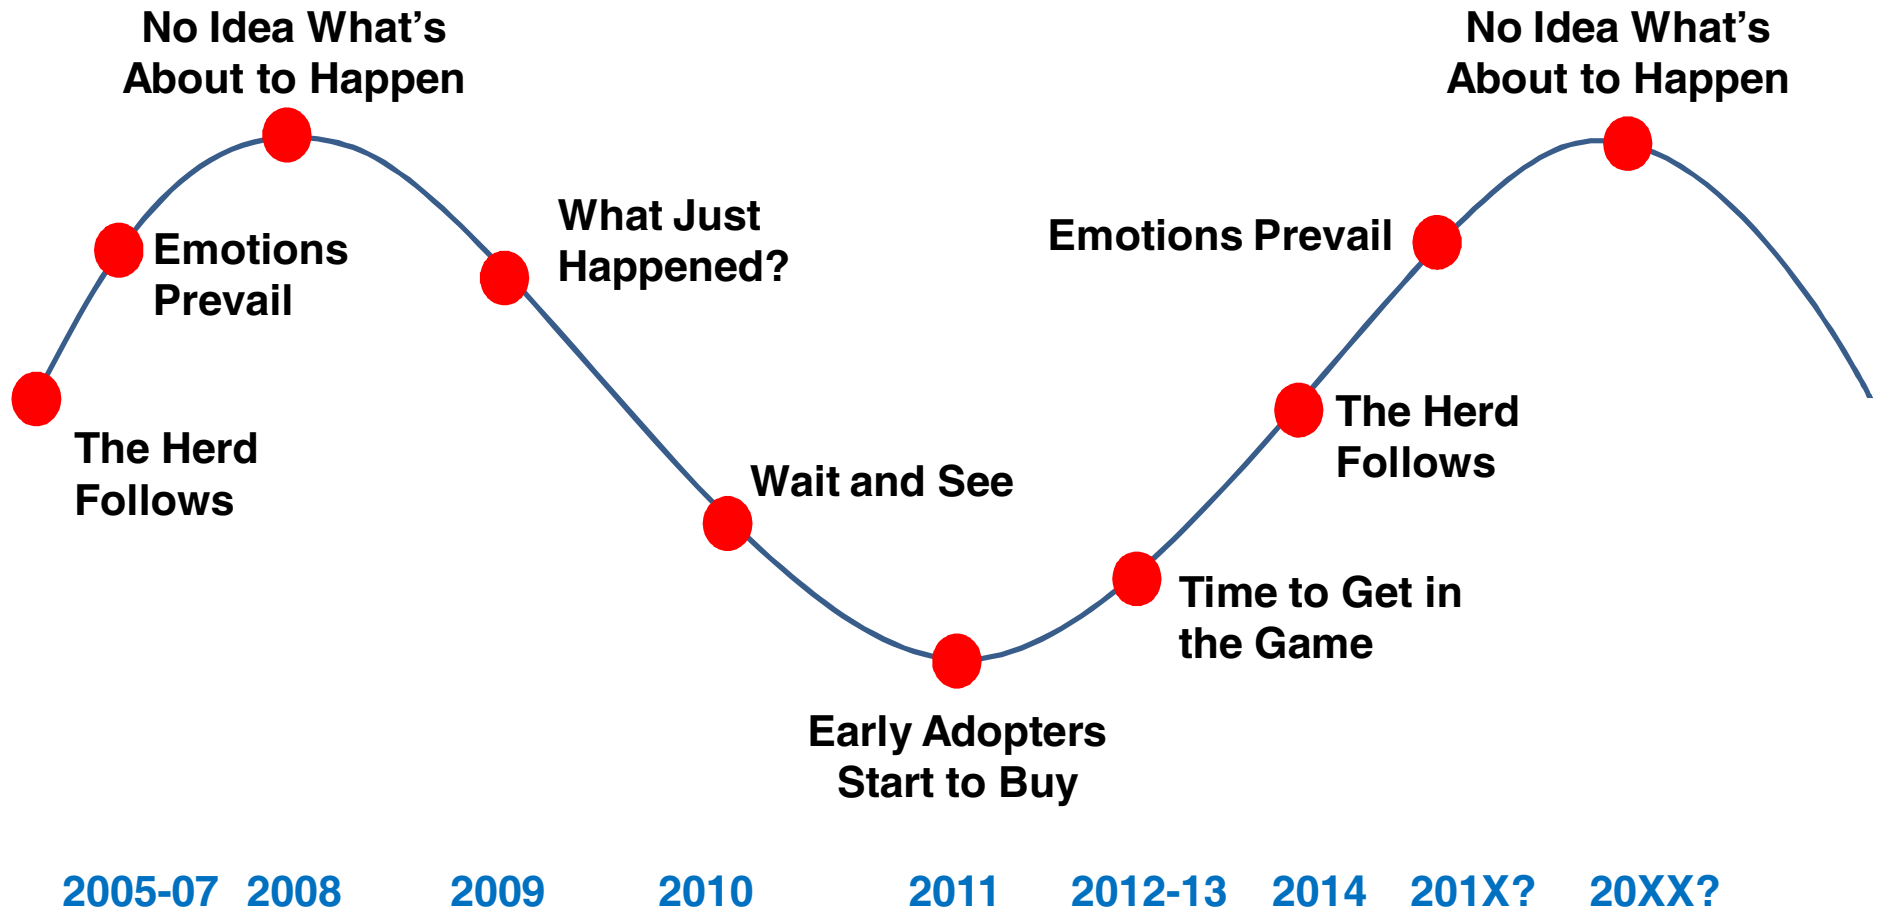 No Idea What’s
About to Happen
Emotions
Prevail
The Herd
Follows
What Just
Happened?
Wait and See
Early Adopters
Start to Buy
Time to Get in
the Game
The Herd
Follows
Emotions Prevail
No Idea What’s
About to Happen
2005-07 2008 2009 2010 2011 2012-13 2014 201X? 20XX?